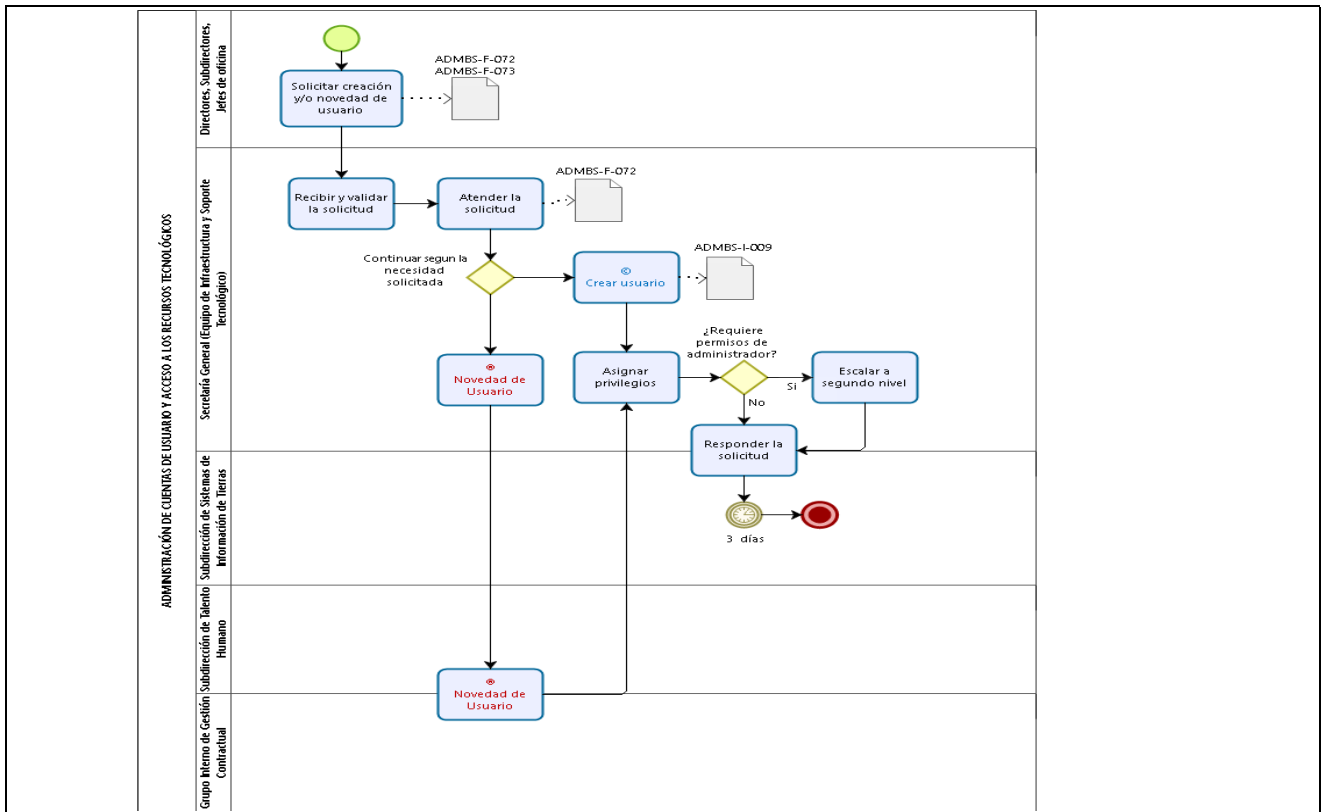 ADMINISTRACIÓN DE CUENTAS DE USUARIO Y ACCESO A LOS RECURSOS TECNOLÓGICOS
Directores, Subdirectores,
Jefes de oficina
Solicitar creación
y/o novedad de
usuario
ADMBS-F-072
ADMBS-F-073
Secretaría General (Equipo de Infraestructura y Soporte
Tecnológico)
Recibir y validar
la solicitud
Atender la
solicitud
ADMBS-F-072
Continuar segun la
necesidad
solicitada
©
Crear usuario
ADMBS-I-009
®
Novedad de
Usuario
Asignar
privilegios
¿Requiere
permisos de
administrador?
Si
No
Escalar a
segundo nivel
Responder la
solicitud
Subdirección de Sistemas de
Información de Tierras
3 días
Subdirección de Talento
Humano
®
Novedad de
Usuario
Grupo Interno de Gestión
Contractual